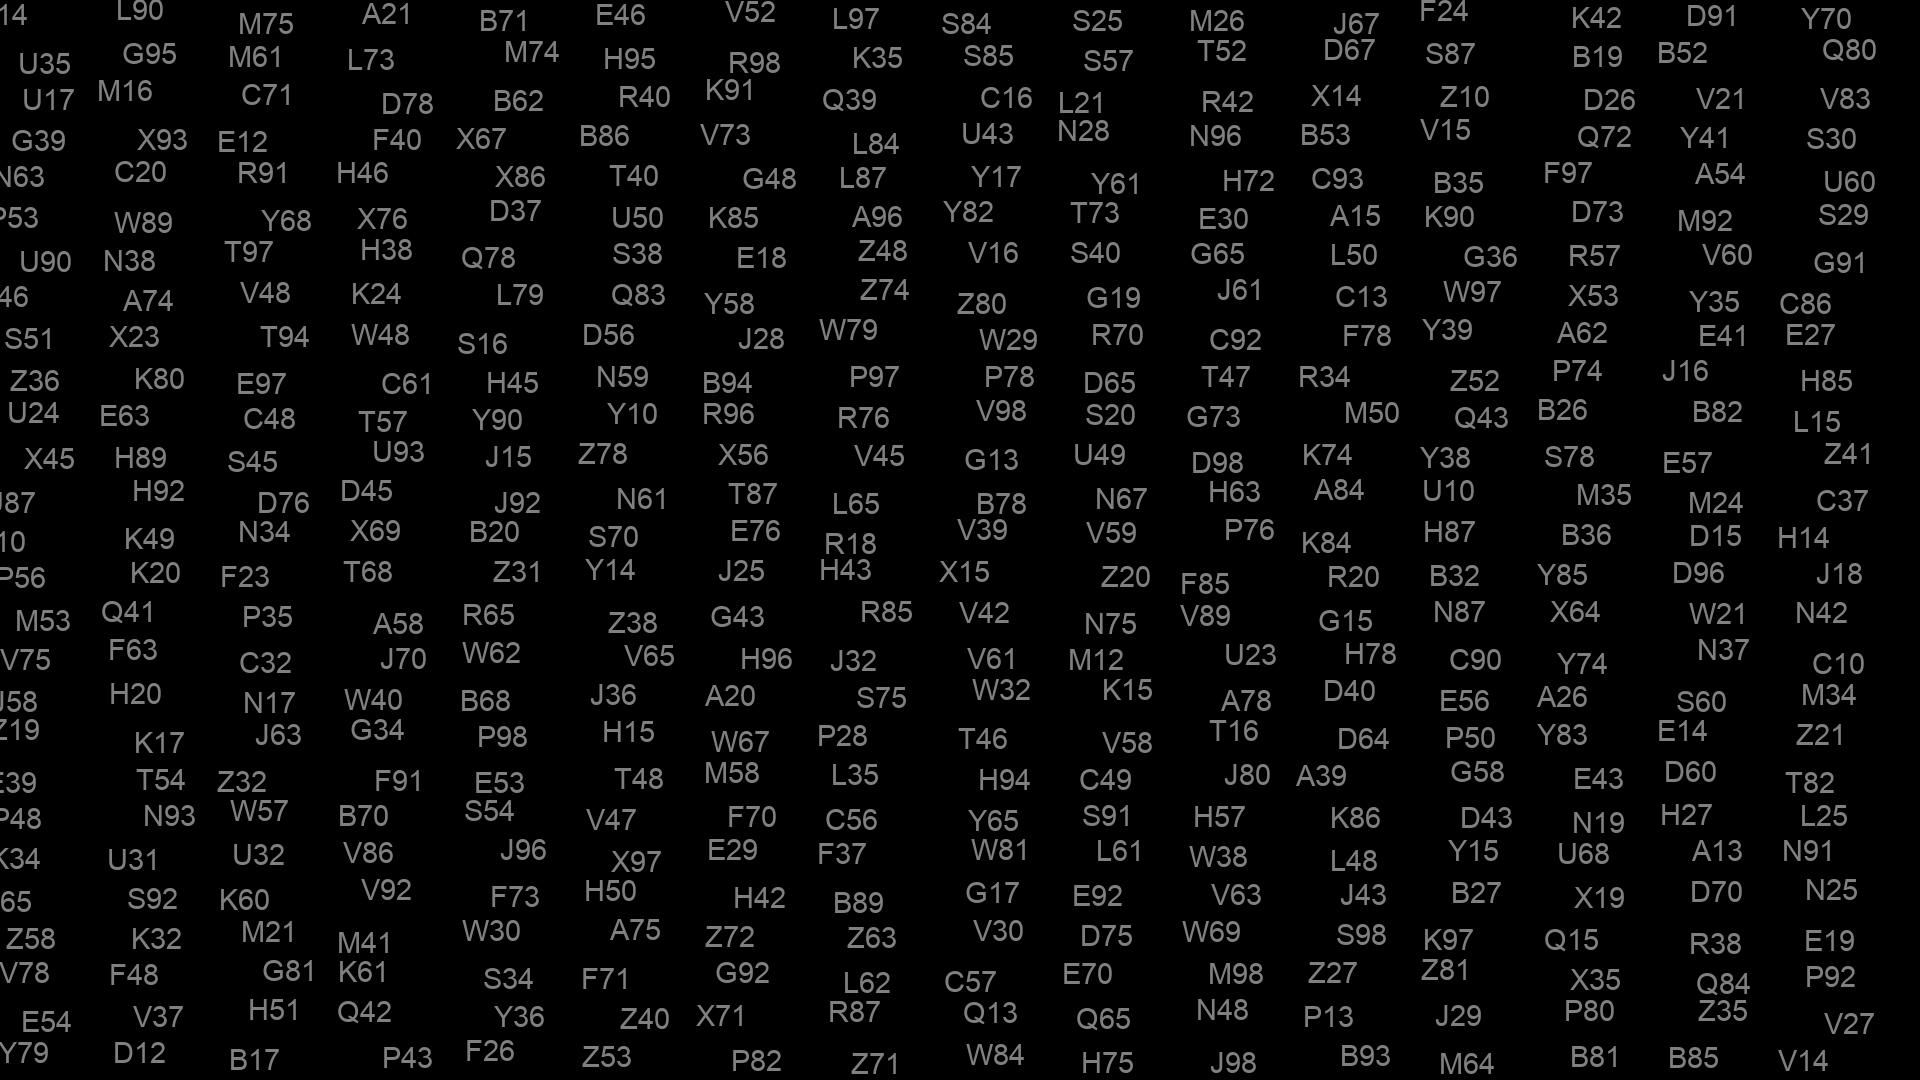 14 L90 M75 A21 B71 E46 V52 L97 S84 S25 M26 J67 F24 K42 D91 Y70
U35 G95 M61 L73 M74 H95 R98 K35 S85 S57 T52 D67 S87 B19 B52 Q80
U17 M16 C71 D78 B62 R40 K91 Q39 C16 L21 R42 X14 Z10 D26 V21 V83
G39 X93 E12 F40 X67 B86 V73 L84 U43 N28 N96 B53 V15 Q72 Y41 S30
N63 C20 R91 H46 X86 T40 G48 L87 Y17 Y61 H72 C93 B35 F97 A54 U60
P53 W89 Y68 X76 D37 U50 K85 A96 Y82 T73 E30 A15 K90 D73 M92 S29
U90 N38 T97 H38 Q78 S38 E18 Z48 V16 S40 G65 L50 G36 R57 V60 G91
46 A74 V48 K24 L79 Q83 Y58 Z74 Z80 G19 J61 C13 W97 X53 Y35 C86
S51 X23 T94 W48 S16 D56 J28 W79 W29 R70 C92 F78 Y39 A62 E41 E27
Z36 K80 E97 C61 H45 N59 B94 P97 P78 D65 T47 R34 Z52 P74 J16 H85
U24 E63 C48 T57 Y90 Y10 R96 R76 V98 S20 G73 M50 Q43 B26 B82 L15
X45 H89 S45 U93 J15 Z78 X56 V45 G13 U49 D98 K74 Y38 S78 E57 Z41
87 H92 D76 D45 J92 N61 T87 L65 B78 N67 H63 A84 U10 M35 M24 C37
10 K49 N34 X69 B20 S70 E76 R18 V39 V59 P76 K84 H87 B36 D15 H14
P56 K20 F23 T68 Z31 Y14 J25 H43 X15 Z20 F85 R20 B32 Y85 D96 J18
M53 Q41 P35 A58 R65 Z38 G43 R85 V42 N75 V89 G15 N87 X64 W21 N42
V75 F63 C32 J70 W62 V65 H96 J32 V61 M12 U23 H78 C90 Y74 N37 C10
58 H20 N17 W40 B68 J36 A20 S75 W32 K15 A78 D40 E56 A26 S60 M34
Z19 K17 J63 G34 P98 H15 W67 P28 T46 V58 T16 D64 P50 Y83 E14 Z21
E39 T54 Z32 F91 E53 T48 M58 L35 H94 C49 J80 A39 G58 E43 D60 T82
P48 N93 W57 B70 S54 V47 F70 C56 Y65 S91 H57 K86 D43 N19 H27 L25
K34 U31 U32 V86 J96 X97 E29 F37 W81 L61 W38 L48 Y15 U68 A13 N91
65 S92 K60 V92 F73 H50 H42 B89 G17 E92 V63 J43 B27 X19 D70 N25
Z58 K32 M21 M41 W30 A75 Z72 Z63 V30 D75 W69 S98 K97 Q15 R38 E19
V78 F48 G81 K61 S34 F71 G92 L62 C57 E70 M98 Z27 Z81 X35 Q84 P92
E54 V37 H51 Q42 Y36 Z40 X71 R87 Q13 Q65 N48 P13 J29 P80 Z35 V27
Y79 D12 B17 P43 F26 Z53 P82 Z71 W84 H75 J98 B93 M64 B81 B85 V14